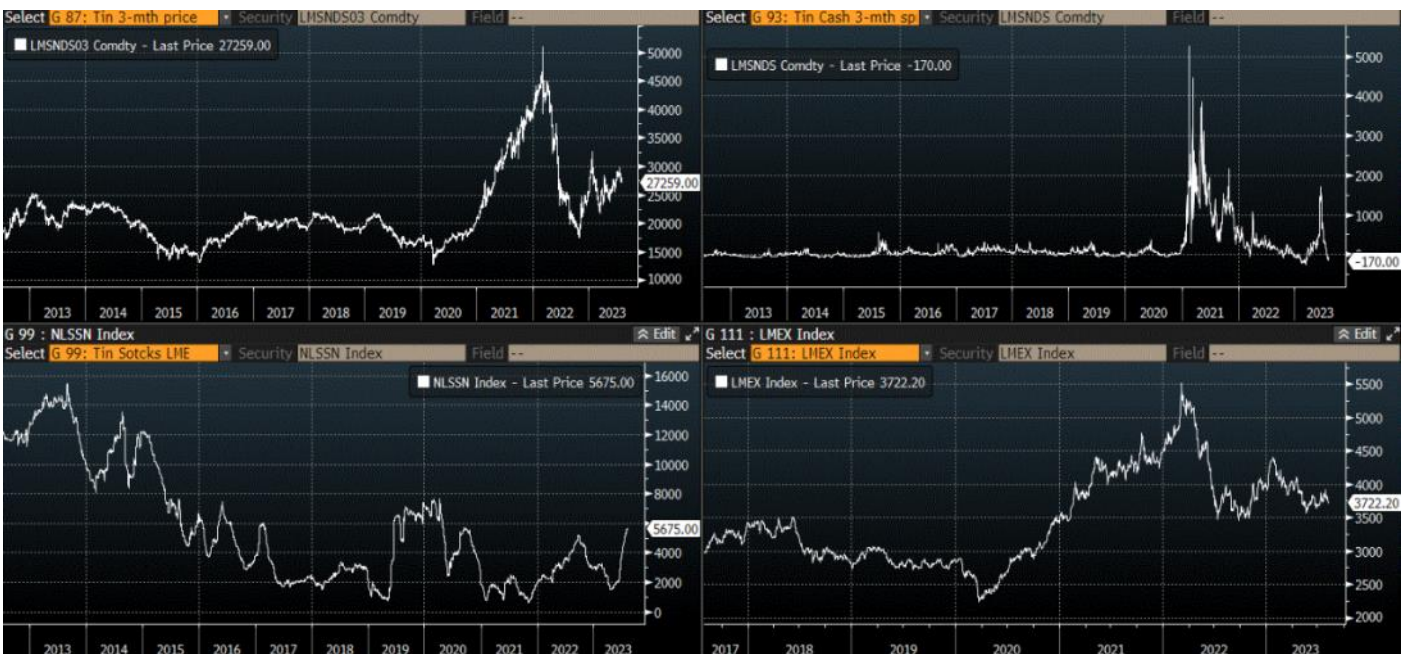 Select G 87: Tin 3-mth price Security LMSNDS03 Comdty Field --
LMSNDS03 Comdty - Last Price 27259.00
50000
45000
40000
35000
30000
27259.00
25000
20000
15000
10000
2013 2014 2015 2016 2017 2018 2019 2020 2021 2022 2023
Select G 93: Tin Cash 3-mth sp Security LMSNDS Comdty Field --
LMSNDS Comdty - Last Price -170.00
5000
4000
3000
2000
1000
-170.00
2013 2014 2015 2016 2017 2018 2019 2020 2021 2022 2023
G 99 : NLSSN Index Edit
Select G 99: Tin Sotcks LME Security NLSSN Index Field --
NLSSN Index - Last Price 5675.00
16000
14000
12000
10000
8000
5675.00
4000
2000
0
2013 2014 2015 2016 2017 2018 2019 2020 2021 2022 2023
G 111 : LMEX Index Edit
Select G 111: LMEX Index Security LMEX Index Field --
LMEX Index - Last Price 3722.20
5500
5000
4500
4000
3722.20
3500
3000
2500
2000
2017 2018 2019 2020 2021 2022 2023